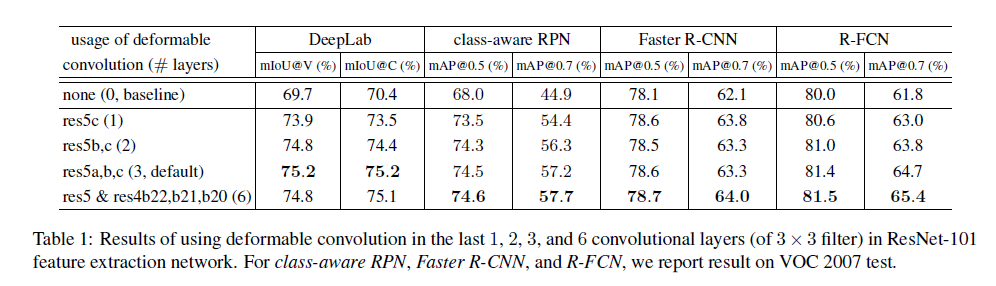 usage of deformable DeepLab class-aware RPN Faster R-CNN R-FCN
convolution (# layers) mIoU@V (%) mIoU@C (%) mAP@0.5 (%) mAP@0.7 (%) mAP@0.5 (%) mAP@0.7 (%) mAP@0.5 (%) mAP@0.7 (%)
none (0, baseline) 69.7 70.4 68.0 44.9 78.1 62.1 80.0 61.8
res5c (1) 73.9 73.5 73.5 54.4 78.6 63.8 80.6 63.0
res5b,c (2) 74.8 74.4 74.3 56.3 78.5 63.3 81.0 63.8
res5a,b,c (3, default) 75.2 75.2 74.5 57.2 78.6 63.3 81.4 64.7
res5 & res4b22,b21,b20 (6) 74.8 75.1 74.6 57.7 78.7 64.0 81.5 65.4
Table 1: Results of using deformable convolution in the last 1, 2, 3, and 6 convolutional layers (of 3 × 3 filter) in ResNet-101
feature extraction network. For class-aware RPN, Faster R-CNN, and R-FCN, we report result on VOC 2007 test.